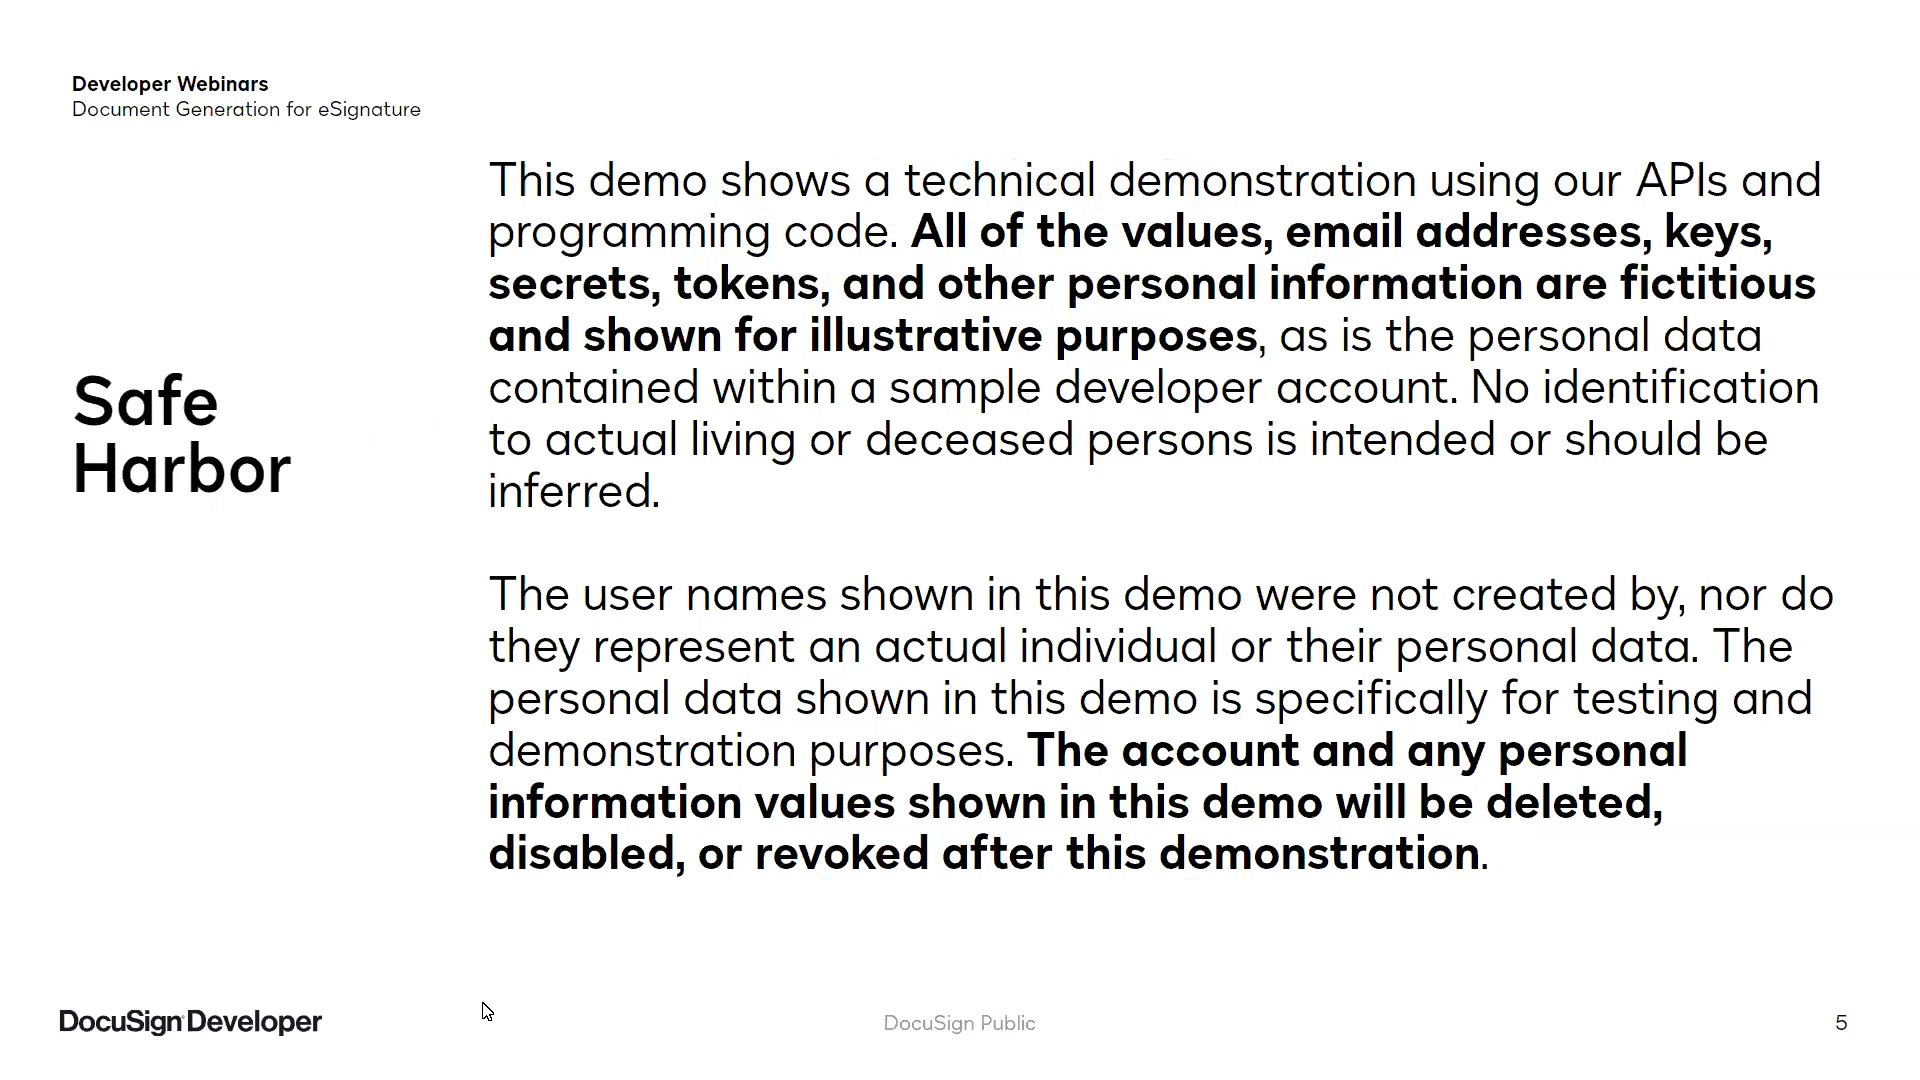 Developer Webinars
Document Generation for eSignature
Safe
Harbor
This demo shows a technical demonstration using our APIs and
programming code. All of the values, email addresses, keys,
secrets, tokens, and other personal information are fictitious
and shown for illustrative purposes, as is the personal data
contained within a sample developer account. No identification
to actual living or deceased persons is intended or should be
inferred.
The user names shown in this demo were not created by, nor do
they represent an actual individual or their personal data. The
personal data shown in this demo is specifically for testing and
demonstration purposes. The account and any personal
information values shown in this demo will be deleted,
disabled, or revoked after this demonstration.
DocuSign Developer
DocuSign Public
5